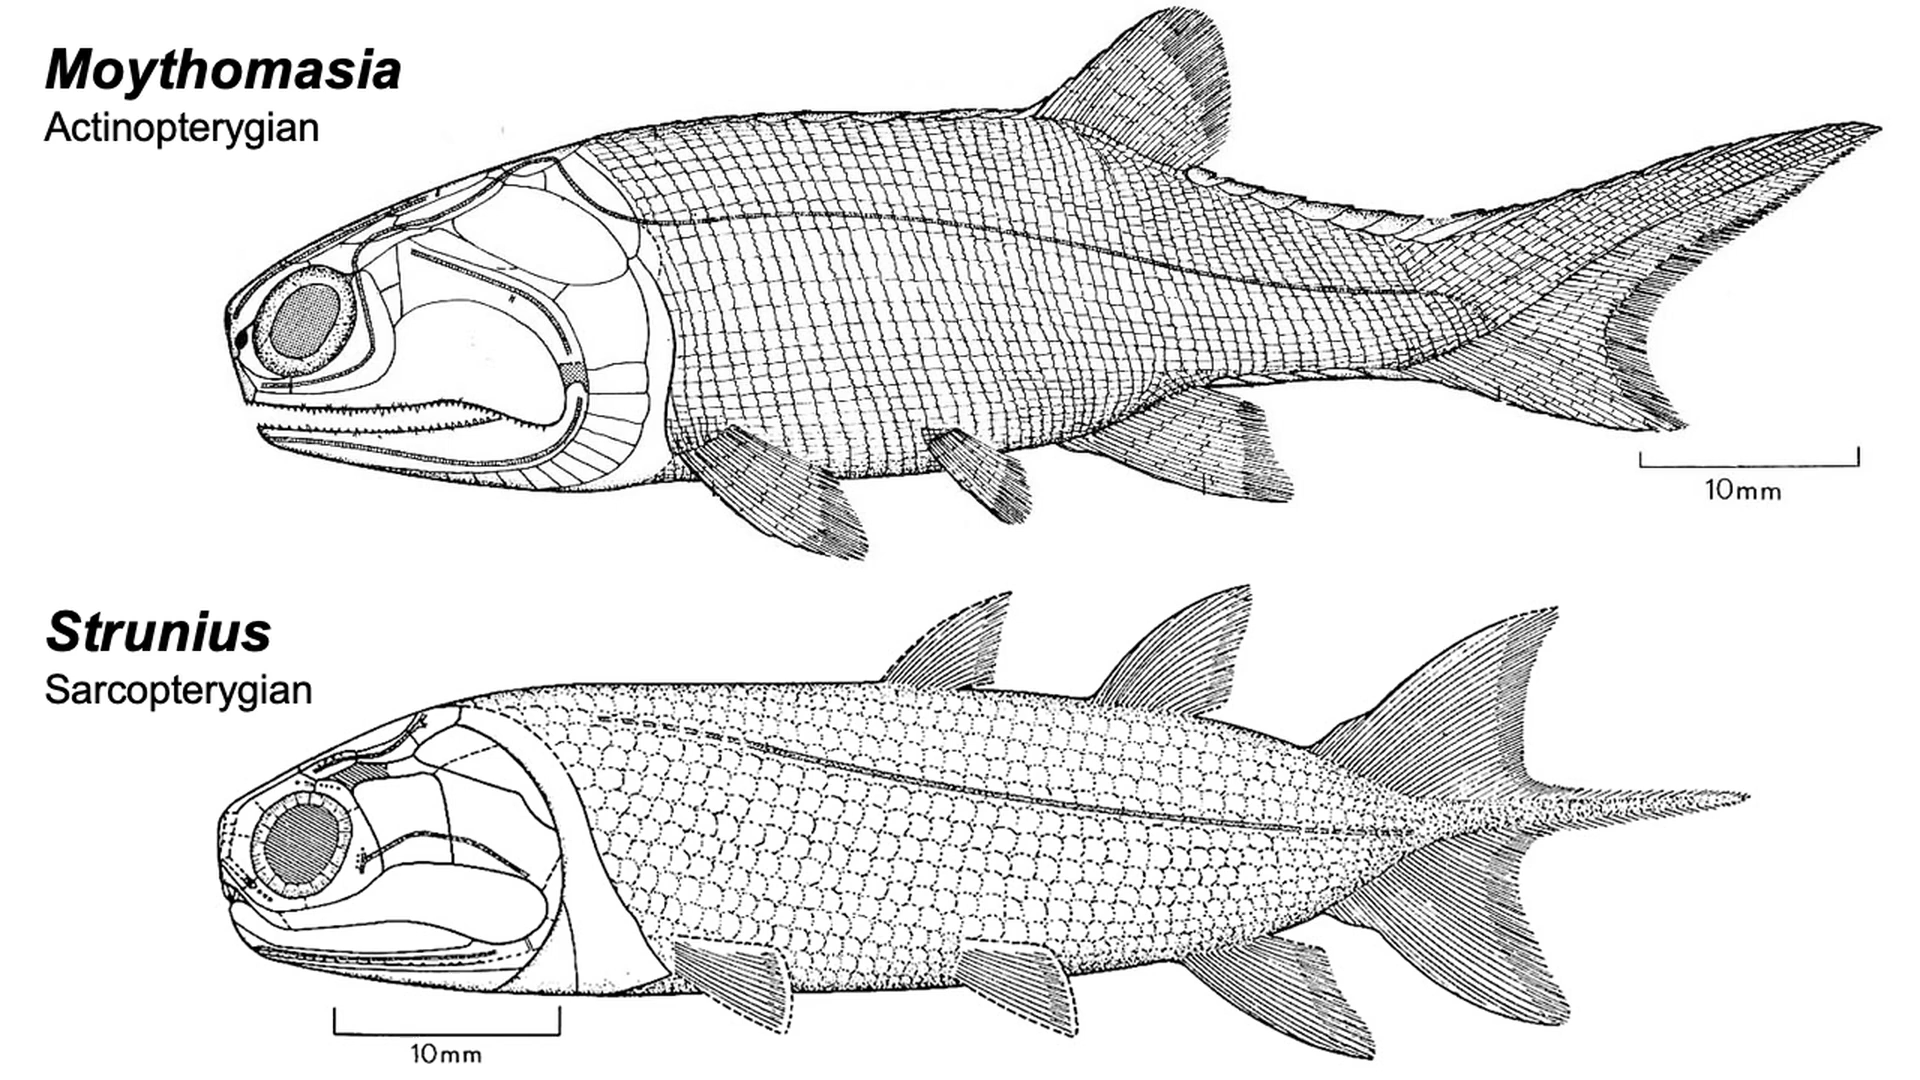 Moythomasia
Actinopterygian
10mm
Strunius
Sarcopterygian
10mm